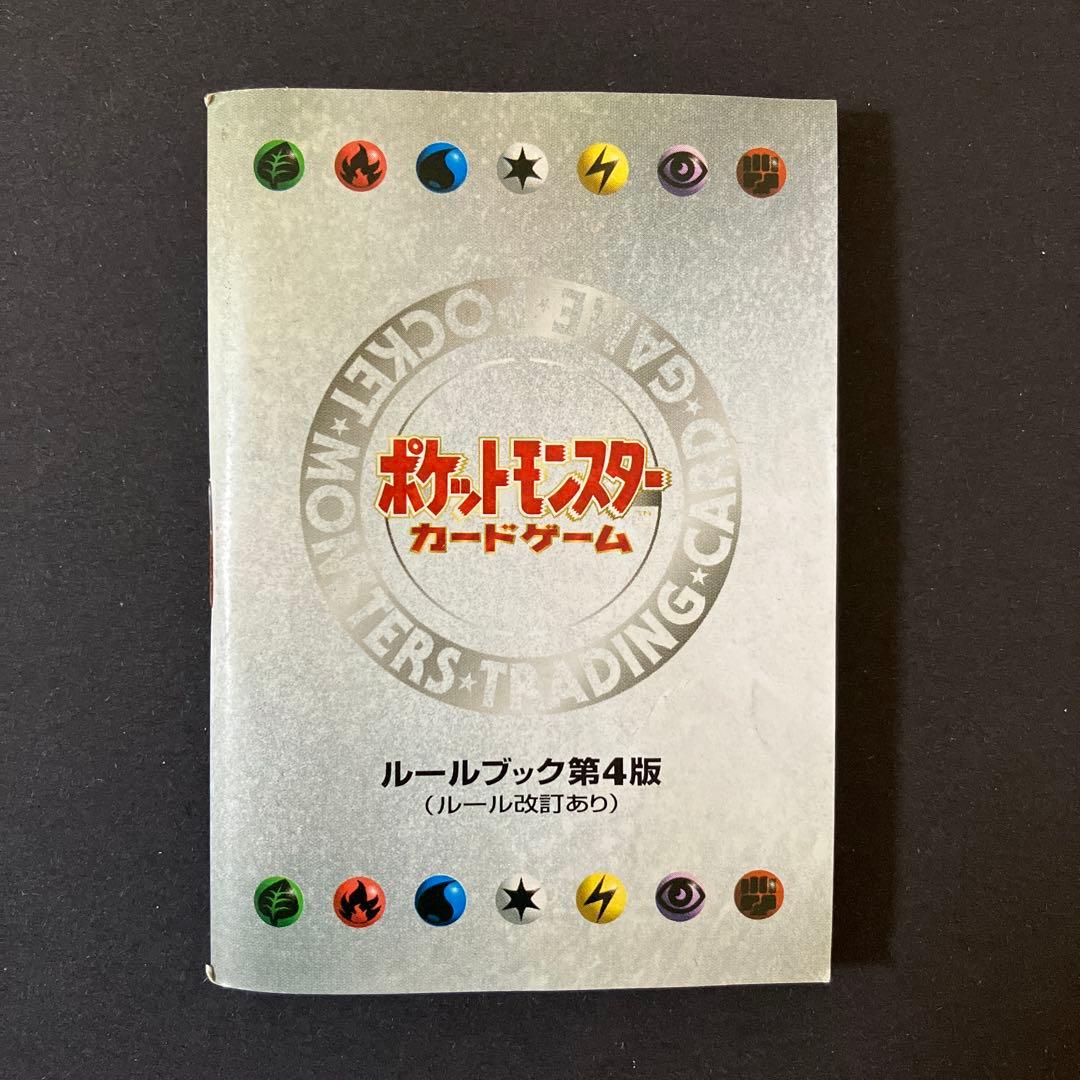 POCKET★MONSTERS★TRADING★CARD★GAME
ポケットモンスター
TM
カードゲーム
ルールブック第4版
(ルール改訂あり)